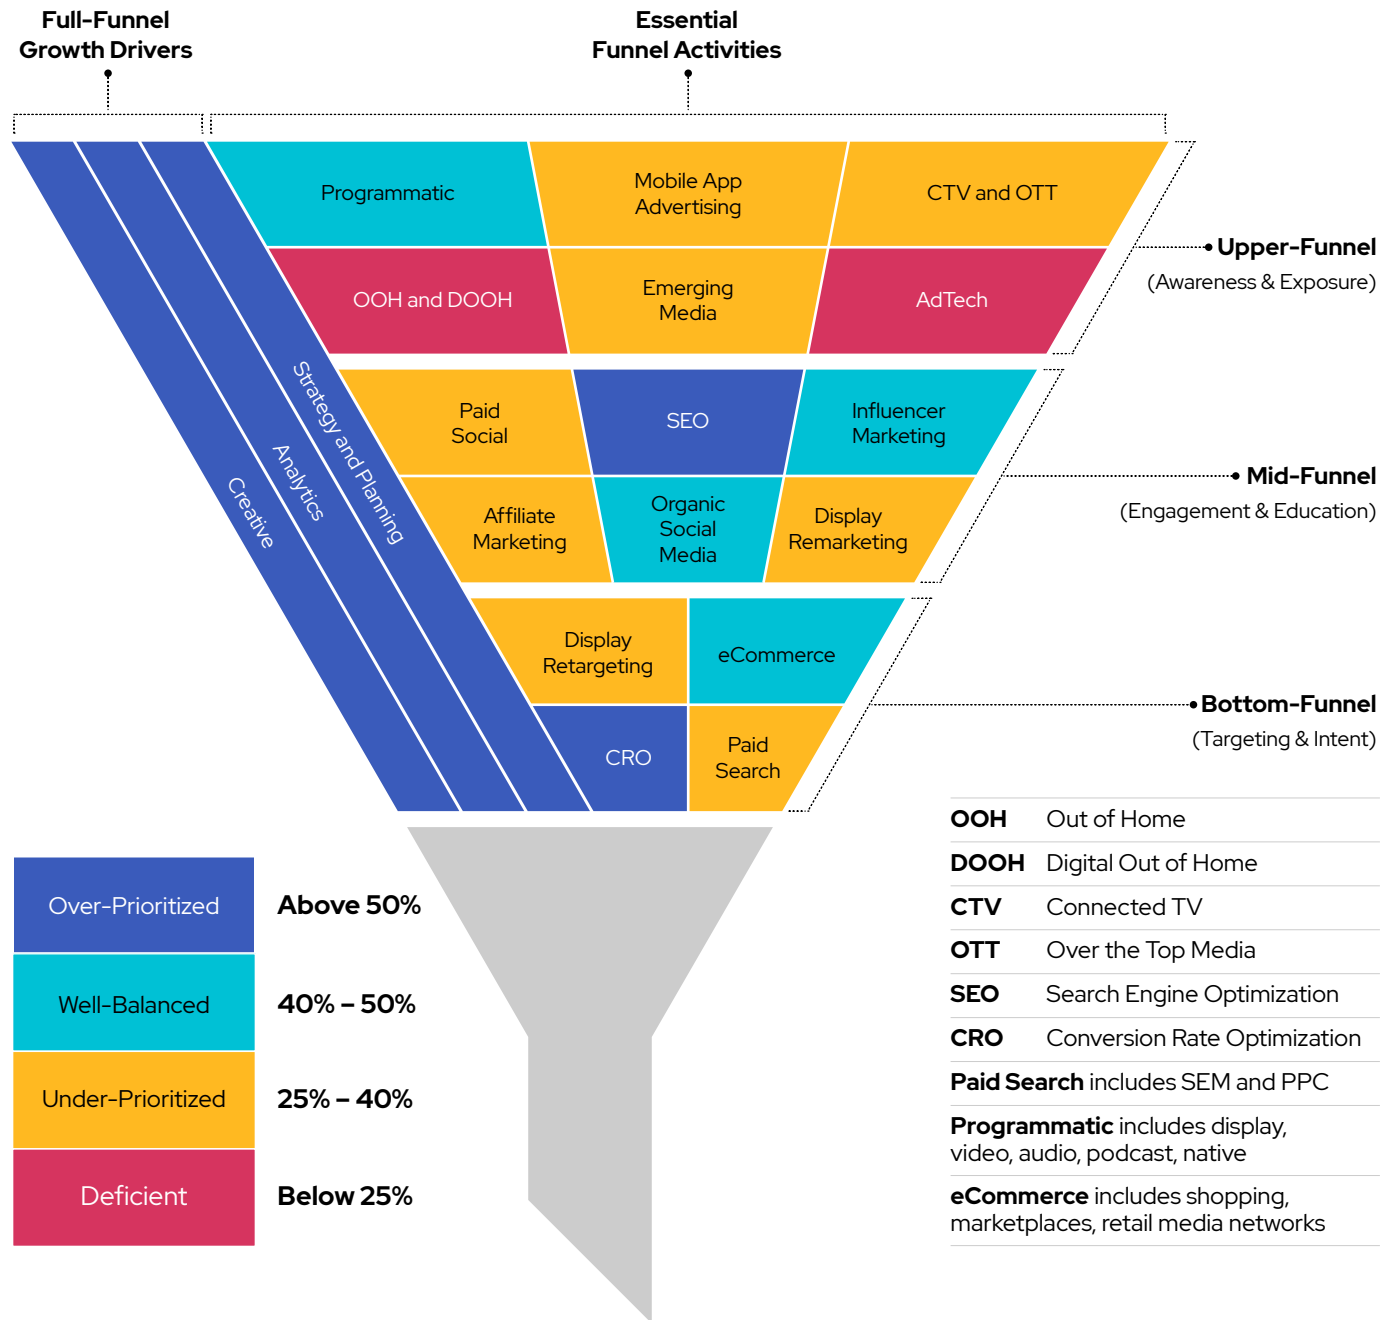 Full-Funnel
Growth Drivers
Essential
Funnel Activities
Programmatic
Mobile App
Advertising
CTV and OTT
OOH and DOOH
Emerging
Media
AdTech
Upper-Funnel
(Awareness & Exposure)
Creative
Analytics
Strategy and Planning
Paid
Social
SEO
Influencer
Marketing
Affiliate
Marketing
Organic
Social
Media
Display
Remarketing
Mid-Funnel
(Engagement & Education)
Display
Retargeting
eCommerce
CRO
Paid
Search
Bottom-Funnel
(Targeting & Intent)
Over-Prioritized
Above 50%
Well-Balanced
40% – 50%
Under-Prioritized
25% – 40%
Deficient
Below 25%
OOH Out of Home
DOOH Digital Out of Home
CTV Connected TV
OTT Over the Top Media
SEO Search Engine Optimization
CRO Conversion Rate Optimization
Paid Search includes SEM and PPC
Programmatic includes display,
video, audio, podcast, native
eCommerce includes shopping,
marketplaces, retail media networks